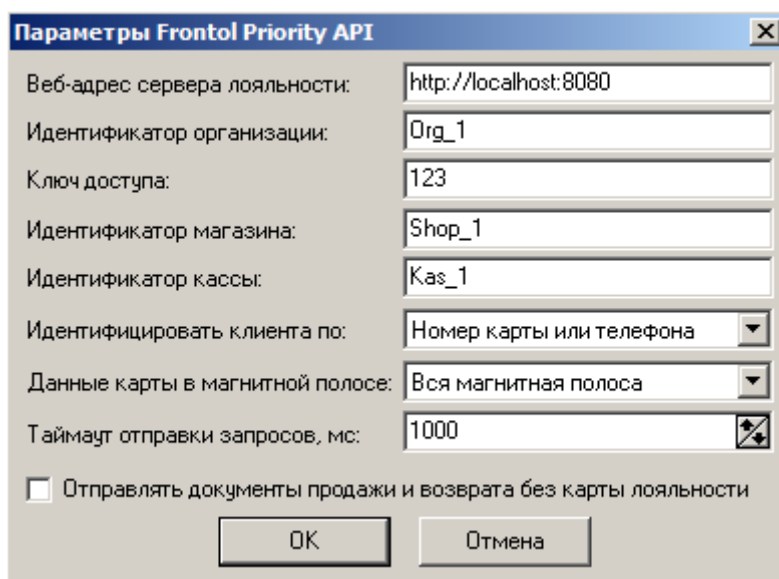 Параметры Frontol Priority API
Веб-адрес сервера лояльности: http://localhost:8080
Идентификатор организации: Org_1
Ключ доступа: 123
Идентификатор магазина: Shop_1
Идентификатор кассы: Kas_1
Идентифицировать клиента по: Номер карты или телефона
Данные карты в магнитной полосе: Вся магнитная полоса
Таймаут отправки запросов, мс: 1000
Отправлять документы продажи и возврата без карты лояльности
OK Отмена